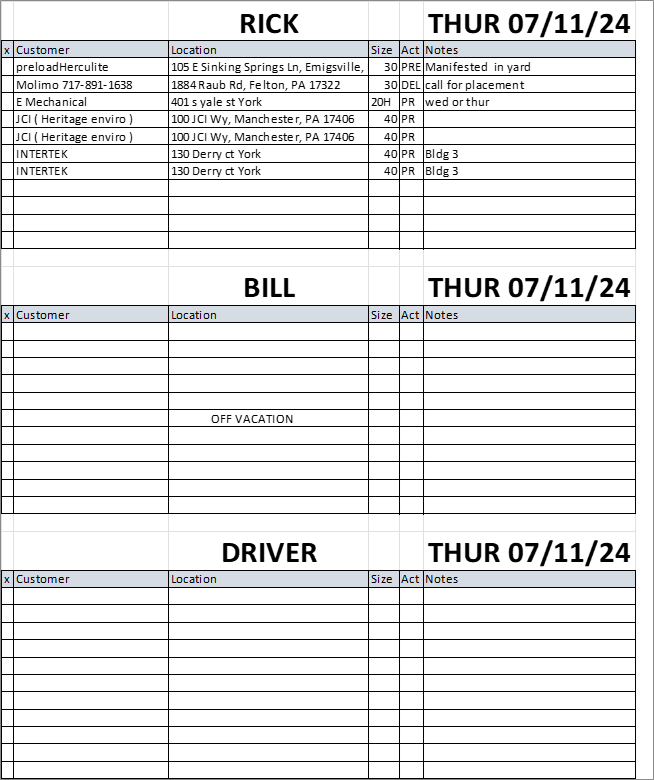 RICK THUR 07/11/24
x Customer Location Size Act Notes
preloadHerculite 105 E Sinking Springs Ln, Emigsville, 30 PRE Manifested in yard
Molimo 717-891-1638 1884 Raub Rd, Felton, PA 17322 30 DEL call for placement
E Mechanical 401 s yale st York 20H PR wed or thur
JCI ( Heritage enviro ) 100 JCI Wy, Manchester, PA 17406 40 PR
JCI ( Heritage enviro ) 100 JCI Wy, Manchester, PA 17406 40 PR
INTERTEK 130 Derry ct York 40 PR Bldg 3
INTERTEK 130 Derry ct York 40 PR Bldg 3
BILL THUR 07/11/24
x Customer Location Size Act Notes
OFF VACATION
DRIVER THUR 07/11/24
x Customer Location Size Act Notes